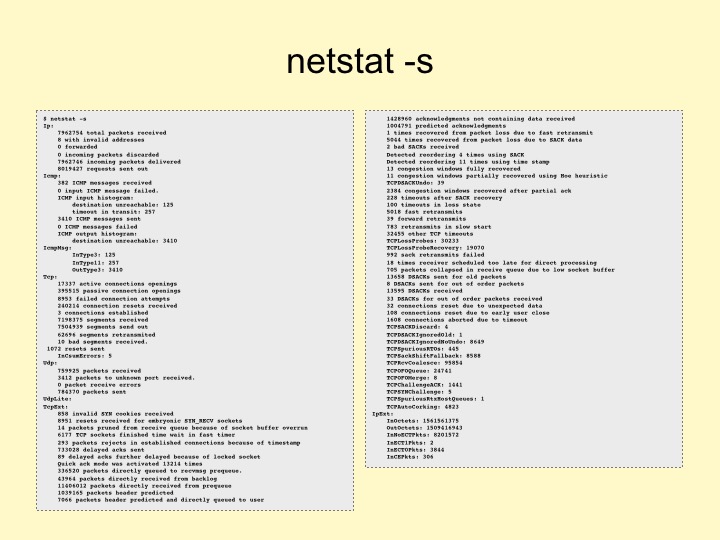 netstat -s
$ netstat -s
Ip:
7962754 total packets received
8 with invalid addresses
0 forwarded
0 incoming packets discarded
7962746 incoming packets delivered
8019427 requests sent out
Icmp:
382 ICMP messages received
0 input ICMP message failed.
ICMP input histogram:
destination unreachable: 125
timeout in transit: 257
3410 ICMP messages sent
0 ICMP messages failed
ICMP output histogram:
destination unreachable: 3410
IcmpMsg:
InType3: 125
InType11: 257
OutType3: 3410
Tcp:
17337 active connections openings
395515 passive connection openings
8953 failed connection attempts
240214 connection resets received
3 connections established
7198375 segments received
7504939 segments send out
62696 segments retransmited
10 bad segments received.
1072 resets sent
InCsumErrors: 5
Udp:
759925 packets received
3412 packets to unknown port received.
0 packet receive errors
784370 packets sent
UdpLite:
TcpExt:
858 invalid SYN cookies received
8951 resets received for embryonic SYN_RECV sockets
14 packets pruned from receive queue because of socket buffer overrun
6177 TCP sockets finished time wait in fast timer
293 packets rejects in established connections because of timestamp
733028 delayed acks sent
89 delayed acks further delayed because of locked socket
Quick ack mode was activated 13214 times
336520 packets directly queued to recvmsg prequeue.
43964 packets directly received from backlog
11406012 packets directly received from prequeue
1039165 packets header predicted
7066 packets header predicted and directly queued to user
1428960 acknowledgments not containing data received
1004791 predicted acknowledgments
1 times recovered from packet loss due to fast retransmit
5044 times recovered from packet loss due to SACK data
2 bad SACKs received
Detected reordering 4 times using SACK
Detected reordering 11 times using time stamp
13 congestion windows fully recovered
11 congestion windows partially recovered using Hoe heuristic
TCPDSACKUndo: 39
2384 congestion windows recovered after partial ack
228 timeouts after SACK recovery
100 timeouts in loss state
5018 fast retransmits
39 forward retransmits
783 retransmits in slow start
32455 other TCP timeouts
TCPLossProbes: 30233
TCPLossProbeRecovery: 19070
992 sack retransmits failed
18 times receiver scheduled too late for direct processing
705 packets collapsed in receive queue due to low socket buffer
13658 DSACKs sent for old packets
8 DSACKs sent for out of order packets
13595 DSACKs received
33 DSACKs for out of order packets received
32 connections reset due to unexpected data
108 connections reset due to early user close
1608 connections aborted due to timeout
TCPSACKDiscard: 4
TCPDSACKIgnoredOld: 1
TCPDSACKIgnoredNoUndo: 8649
TCPSpuriousRTOs: 445
TCPSackShiftFallback: 8588
TCPRcvCoalesce: 95854
TCPOFOQueue: 24741
TCPOFOMerge: 8
TCPChallengeACK: 1441
TCPSYNChallenge: 5
TCPSpuriousRtxHostQueues: 1
TCPAutoCorking: 4823
IpExt:
InOctets: 1561561375
OutOctets: 1509416943
InNoECTPkts: 8201572
InECT1Pkts: 2
InECT0Pkts: 3844
InCEPkts: 306